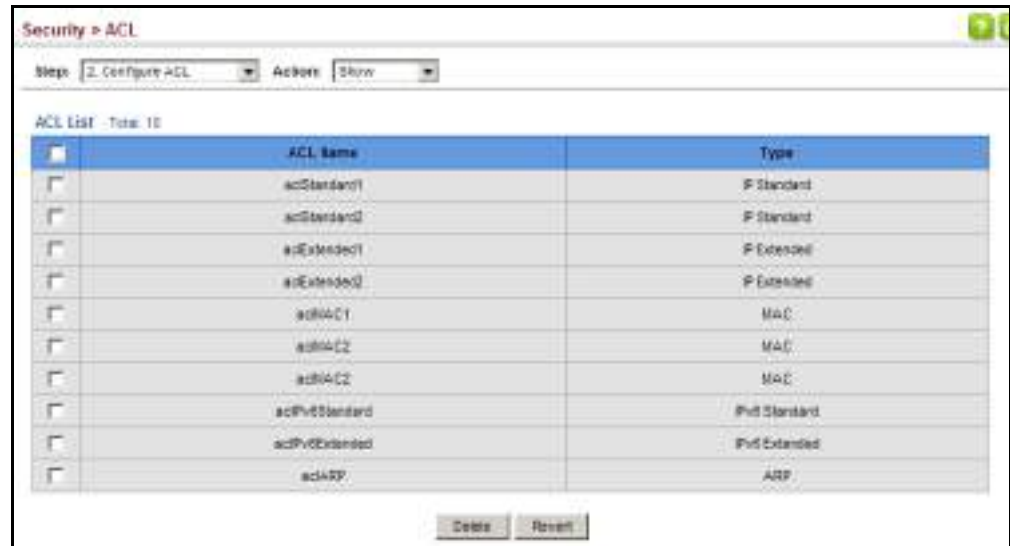 Security > ACL
Step: 2. Configure ACL Action: Show
ACL List Total: 10
ACL Name Type
aclStandard1 IP Standard
aclStandard2 IP Standard
aclExtended1 IP Extended
aclExtended2 IP Extended
aclMAC1 MAC
aclMAC2 MAC
aclMAC2 MAC
aclIPv6Standard IPv6 Standard
aclIPv6Extended IPv6 Extended
aclARP ARP
Delete Revert